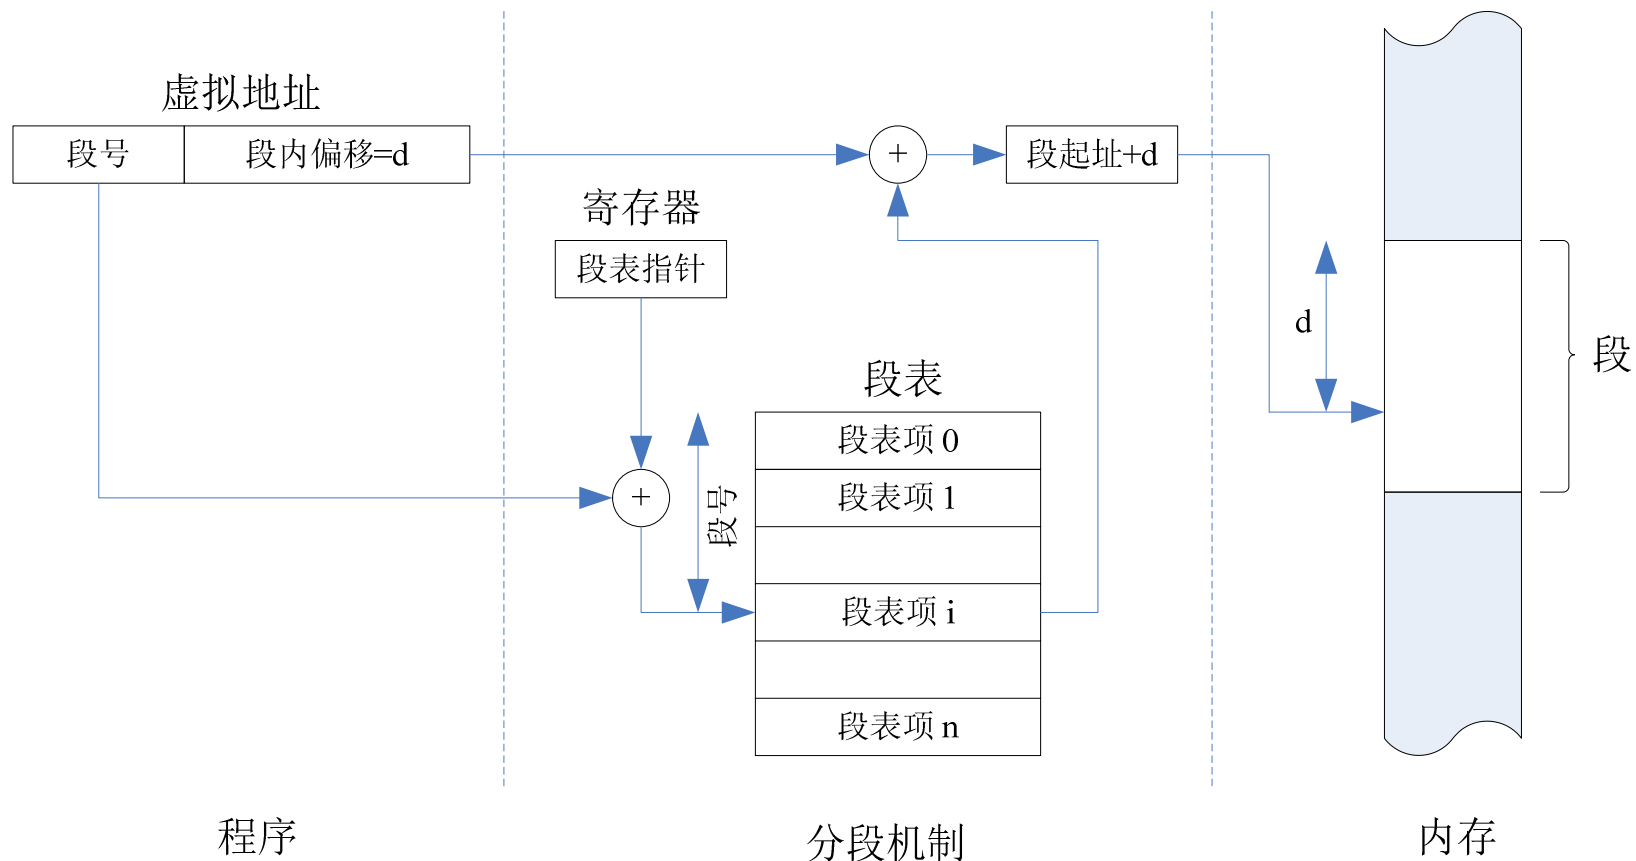 虚拟地址
段号
段内偏移=d
+
段起址+d
寄存器
段表指针
d
段
段表
段表项 0
+
段号
段表项 1
段表项 i
段表项 n
程序
分段机制
内存